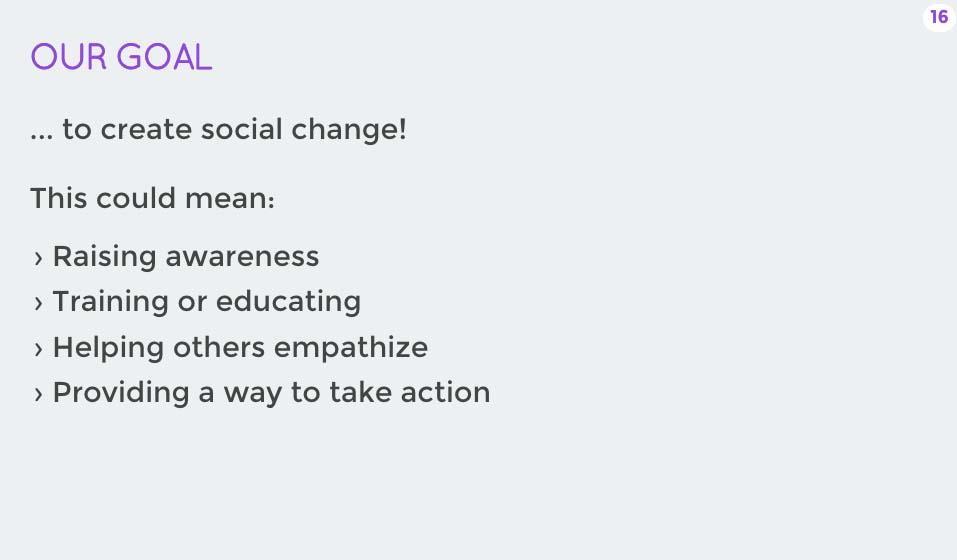 16
OUR GOAL
... to create social change!
This could mean:
› Raising awareness
› Training or educating
› Helping others empathize
› Providing a way to take action